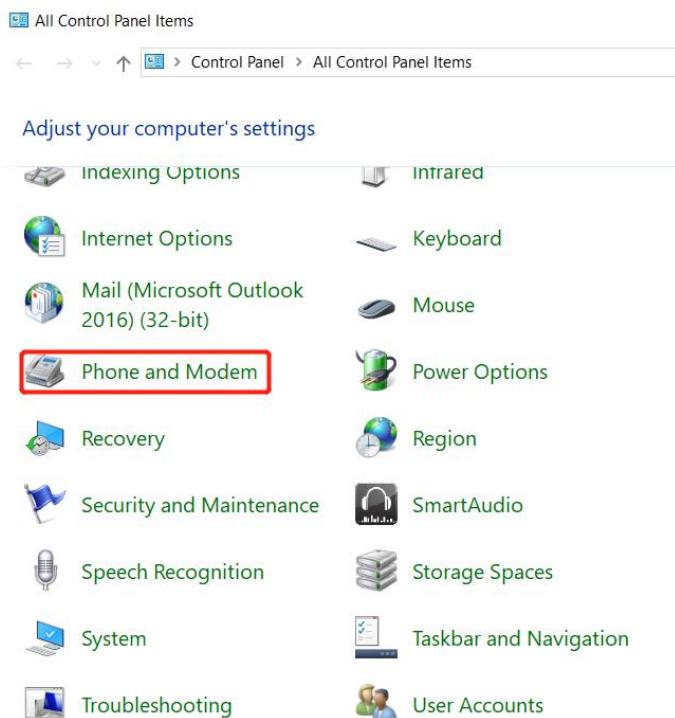 All Control Panel Items
Control Panel > All Control Panel Items
Adjust your computer's settings
Indexing Options
Infrared
Internet Options
Keyboard
Mail (Microsoft Outlook
2016) (32-bit)
Mouse
Phone and Modem
Power Options
Recovery
Region
Security and Maintenance
SmartAudio
Speech Recognition
Storage Spaces
System
Taskbar and Navigation
Troubleshooting
User Accounts